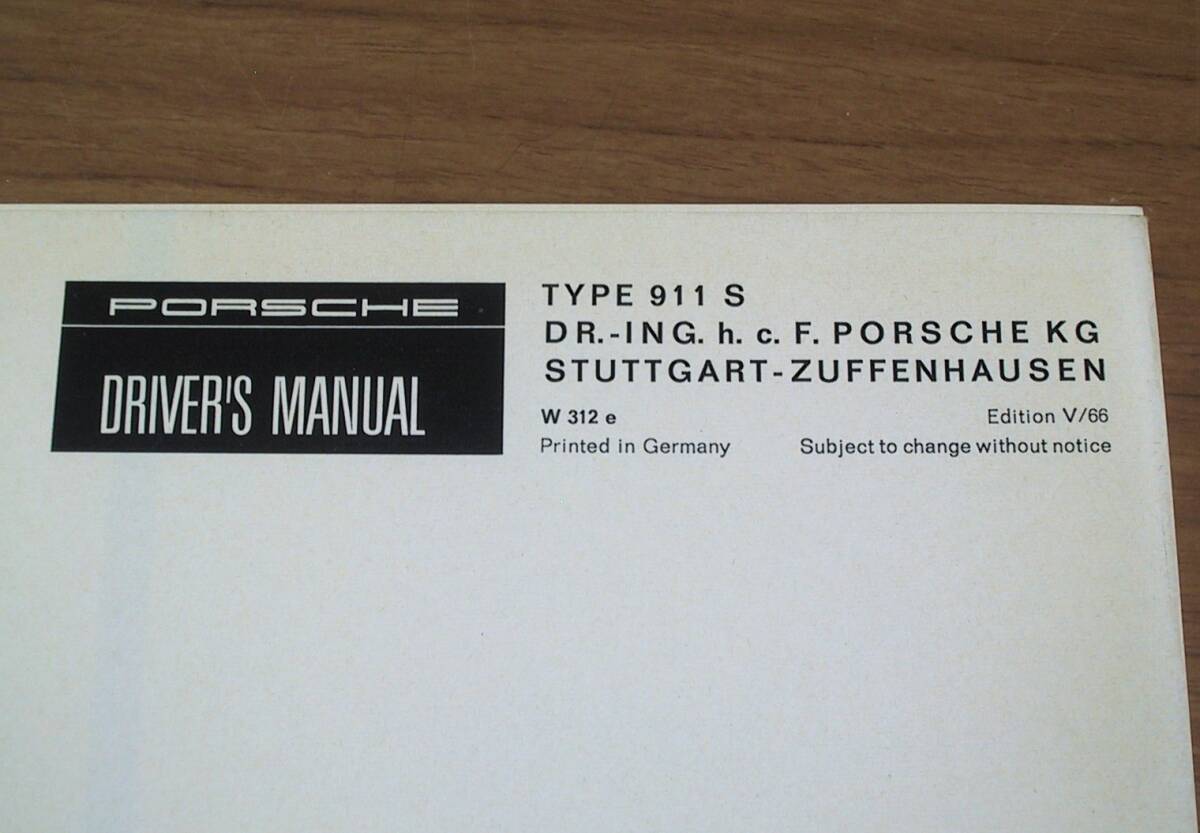 PORSCHE
DRIVER'S MANUAL
TYPE 911 S
DR.-ING. h. c. F. PORSCHE KG
STUTTGART-ZUFFENHAUSEN
W 312 e Edition V/66
Printed in Germany Subject to change without notice